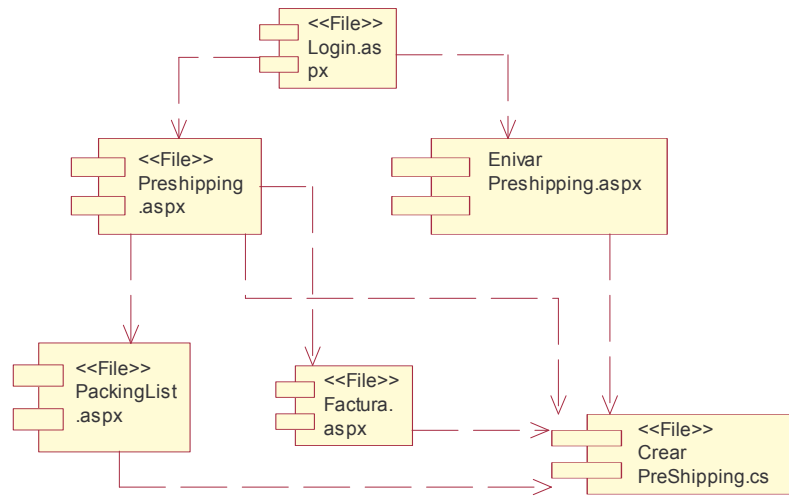 <<File>>
Login.as
px
<<File>>
Preshipping
.aspx
Enivar
Preshipping.aspx
<<File>>
PackingList
.aspx
<<File>>
Factura.
aspx
<<File>>
Crear
PreShipping.cs